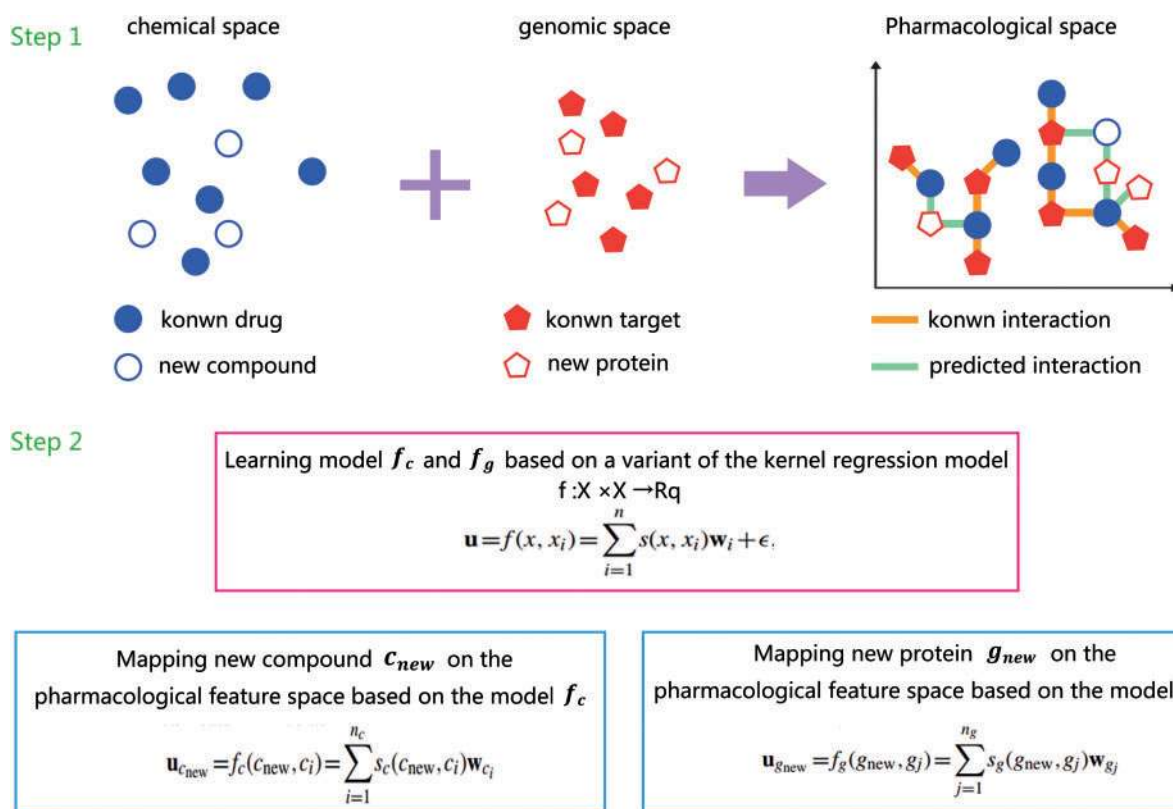 Step 1
chemical space
genomic space
Pharmacological space
konwn drug
new compound
konwn target
new protein
konwn interaction
predicted interaction
Step 2
Learning model f_c and f_g based on a variant of the kernel regression model
f :X ×X →Rq
u = f(x, x_i) = ∑_{i=1}^{n} s(x, x_i)w_i + ϵ.
Mapping new compound c_new on the
pharmacological feature space based on the model f_c
u_{c_new} = f_c(c_new, c_i) = ∑_{i=1}^{n_c} s_c(c_new, c_i)w_{c_i}
Mapping new protein g_new on the
pharmacological feature space based on the model
u_{g_new} = f_g(g_new, g_j) = ∑_{j=1}^{n_g} s_g(g_new, g_j)w_{g_j}